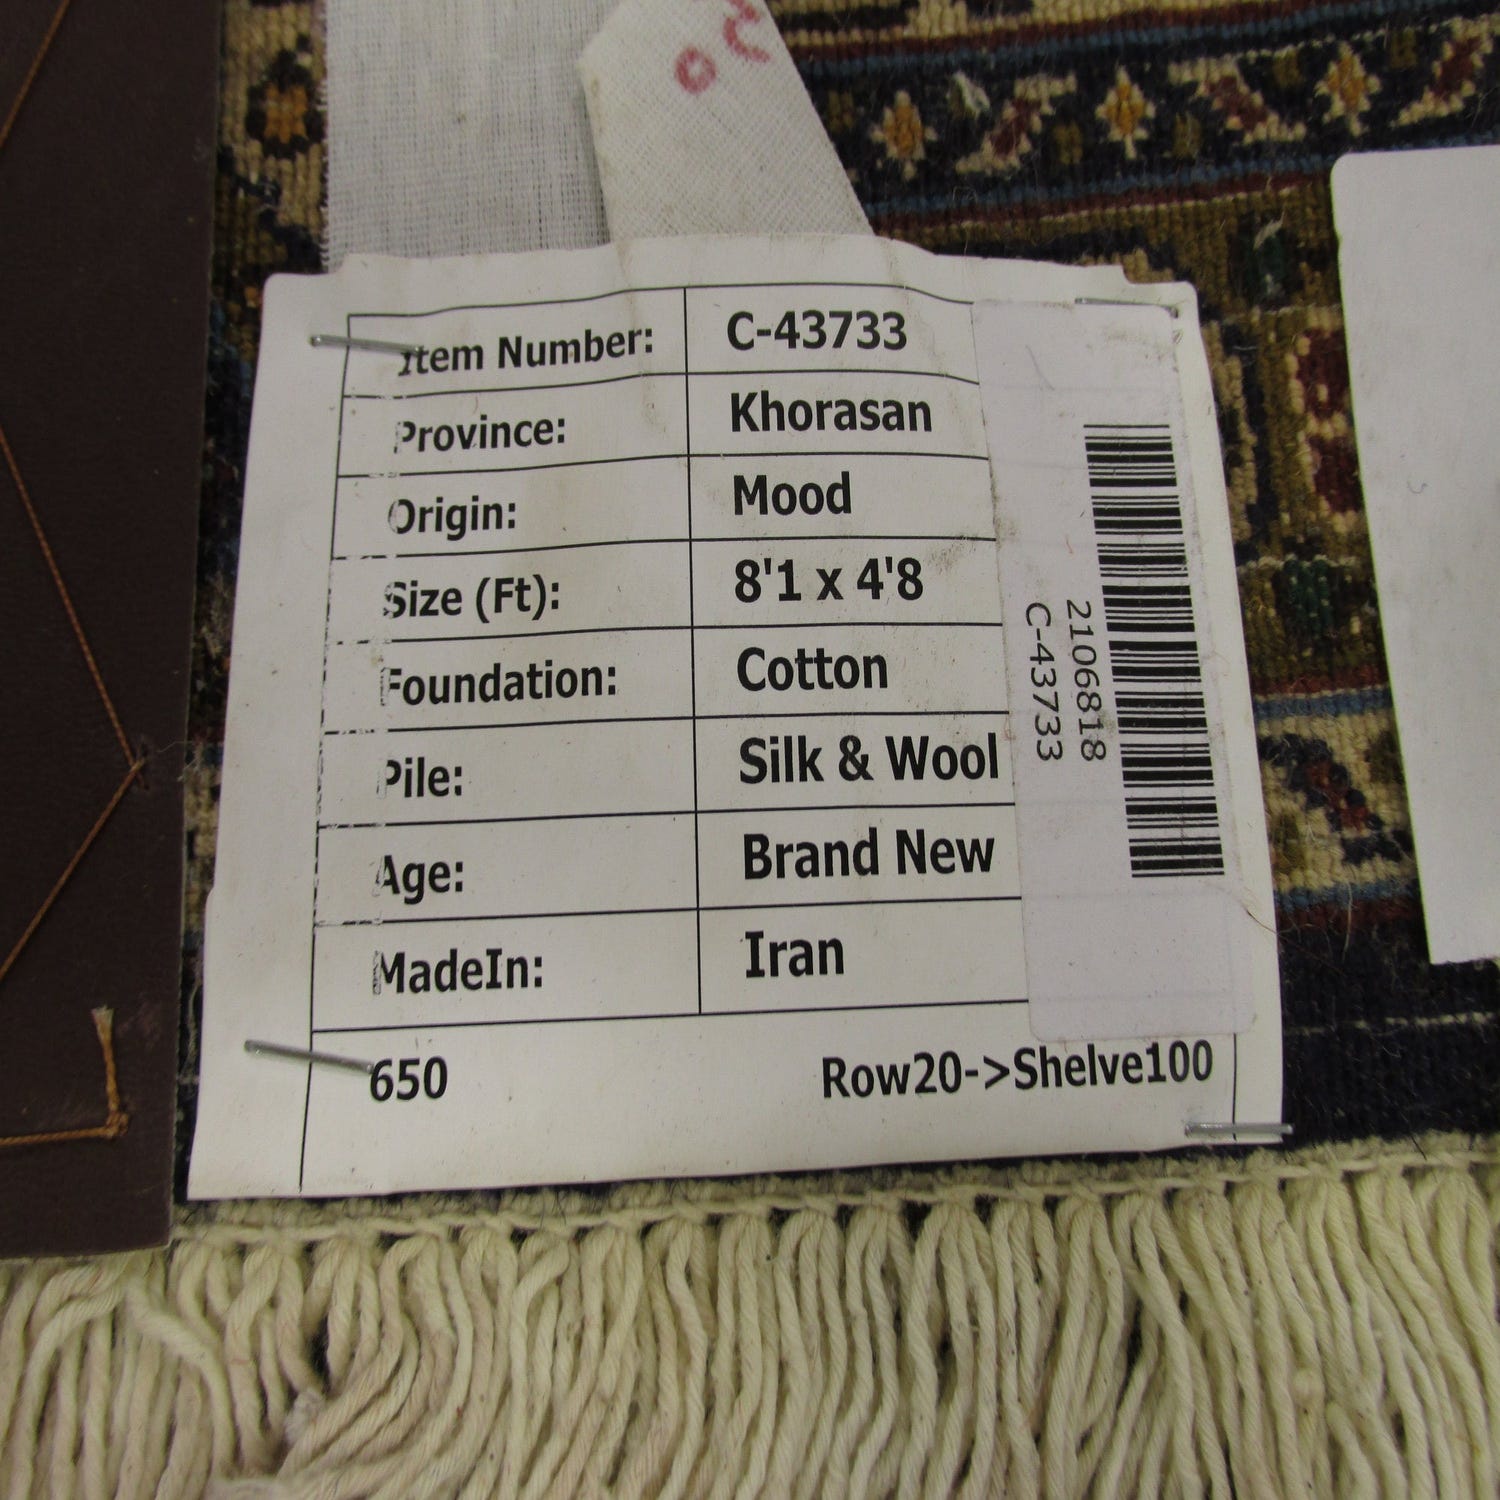 Item Number: C-43733
Province: Khorasan
Origin: Mood
Size (Ft): 8'1 x 4'8
Foundation: Cotton
Pile: Silk & Wool
Age: Brand New
MadeIn: Iran
650 Row20->Shelve100
2106818
C-43733